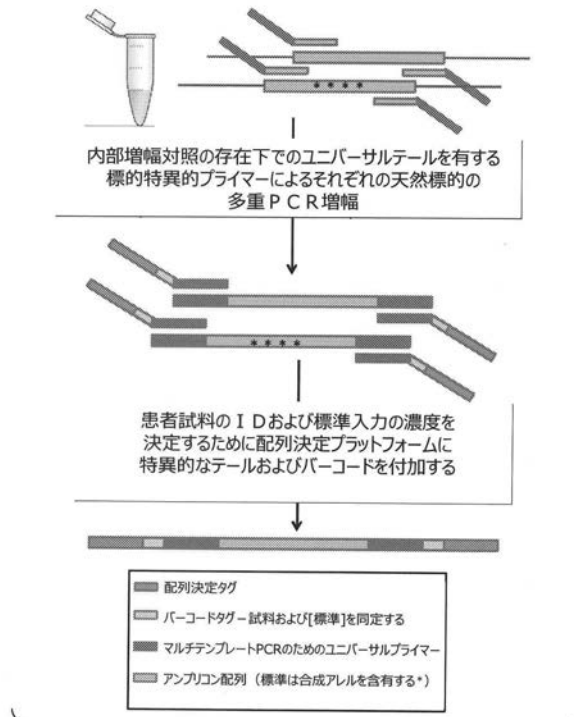 内部増幅対照の存在下でのユニバーサルテールを有する
標的特異的プライマーによるそれぞれの天然標的の
多重ＰＣＲ増幅
患者試料のＩＤおよび標準入力の濃度を
決定するために配列決定プラットフォームに
特異的なテールおよびバーコードを付加する
配列決定タグ
バーコードタグ－試料および[標準]を同定する
マルチテンプレートPCRのためのユニバーサルプライマー
アンプリコン配列（標準は合成アレルを含有する*）